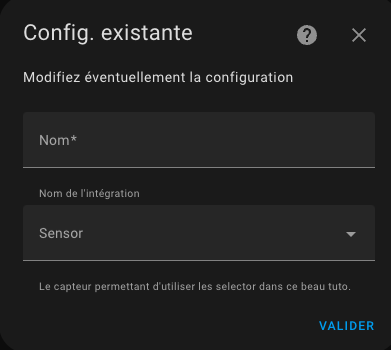 Config. existante
?
Modifiez éventuellement la configuration
Nom*
Nom de l'intégration
Sensor
Le capteur permettant d'utiliser les selector dans ce beau tuto.
VALIDER